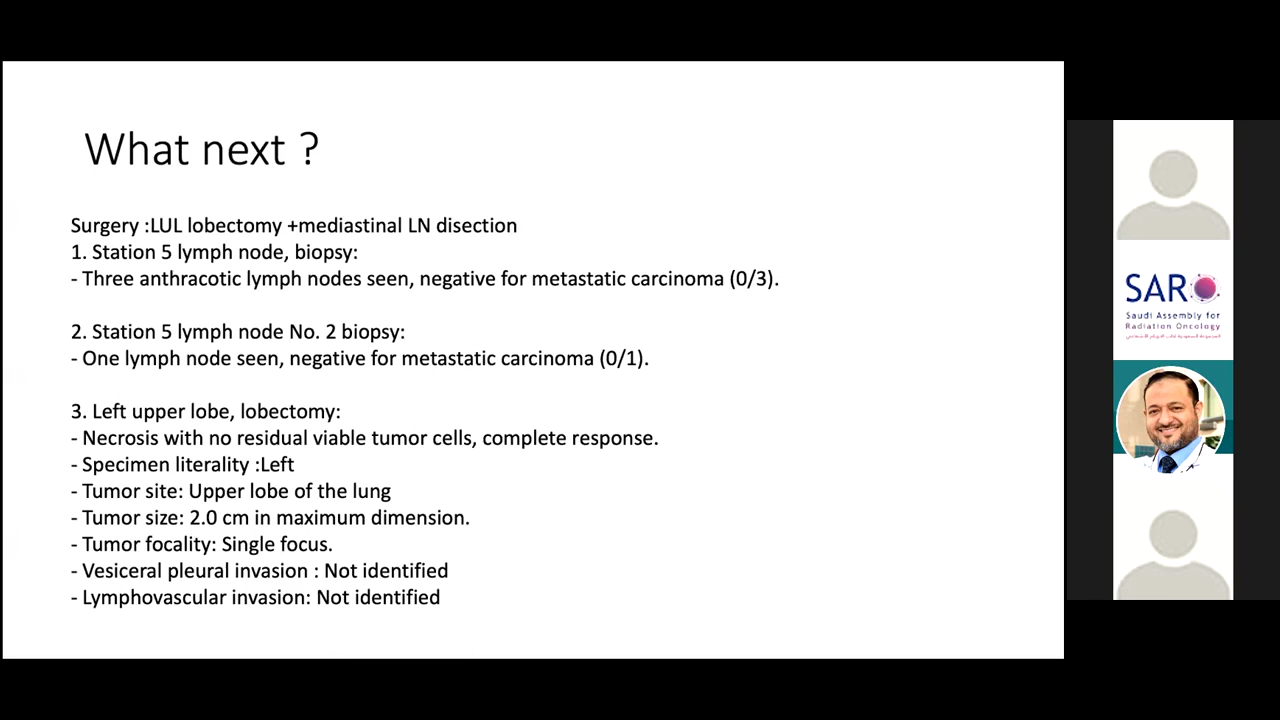 What next ?
Surgery :LUL lobectomy +mediastinal LN disection
1. Station 5 lymph node, biopsy:
- Three anthracotic lymph nodes seen, negative for metastatic carcinoma (0/3).
2. Station 5 lymph node No. 2 biopsy:
- One lymph node seen, negative for metastatic carcinoma (0/1).
3. Left upper lobe, lobectomy:
- Necrosis with no residual viable tumor cells, complete response.
- Specimen literality :Left
- Tumor site: Upper lobe of the lung
- Tumor size: 2.0 cm in maximum dimension.
- Tumor focality: Single focus.
- Vesiceral pleural invasion : Not identified
- Lymphovascular invasion: Not identified
SARO
Saudi Assembly for
Radiation Oncology